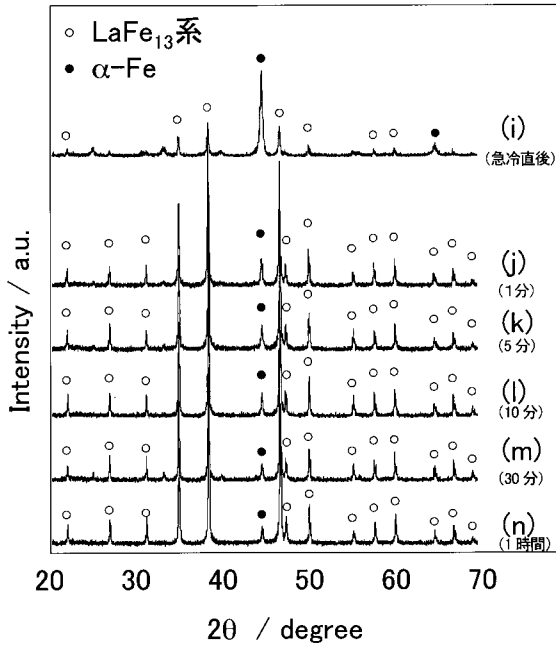 ○ LaFe13系
● α-Fe
(i)
(急冷直後)
(j)
(1分)
(k)
(5分)
(l)
(10分)
(m)
(30分)
(n)
(1時間)
Intensity / a.u.
20 30 40 50 60 70
2θ / degree